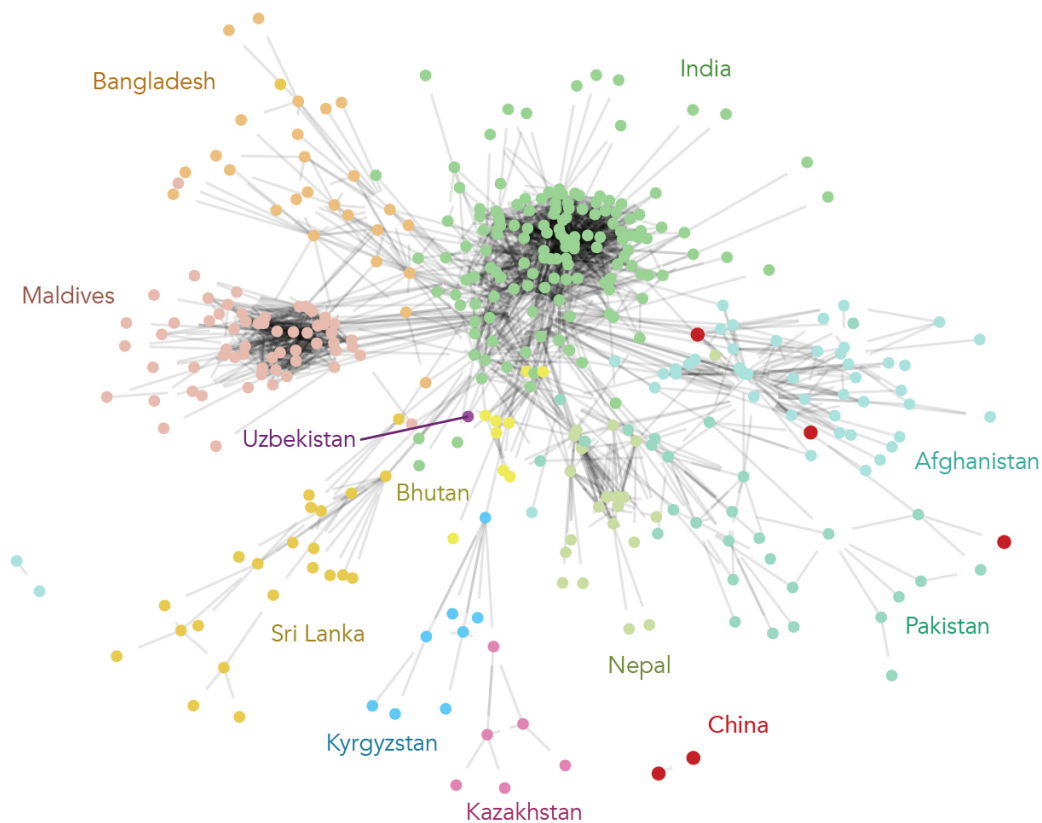 India
Bangladesh
Maldives
Uzbekistan
Afghanistan
Bhutan
Pakistan
Sri Lanka
Nepal
China
Kyrgyzstan
Kazakhstan